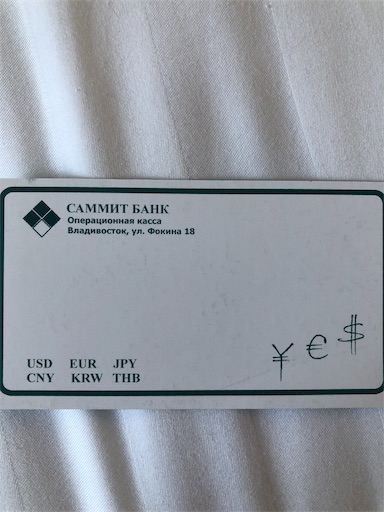 САММИТ БАНК
Операционная касса
Владивосток, ул. Фокина 18
USD EUR JPY
CNY KRW THB
¥ € $